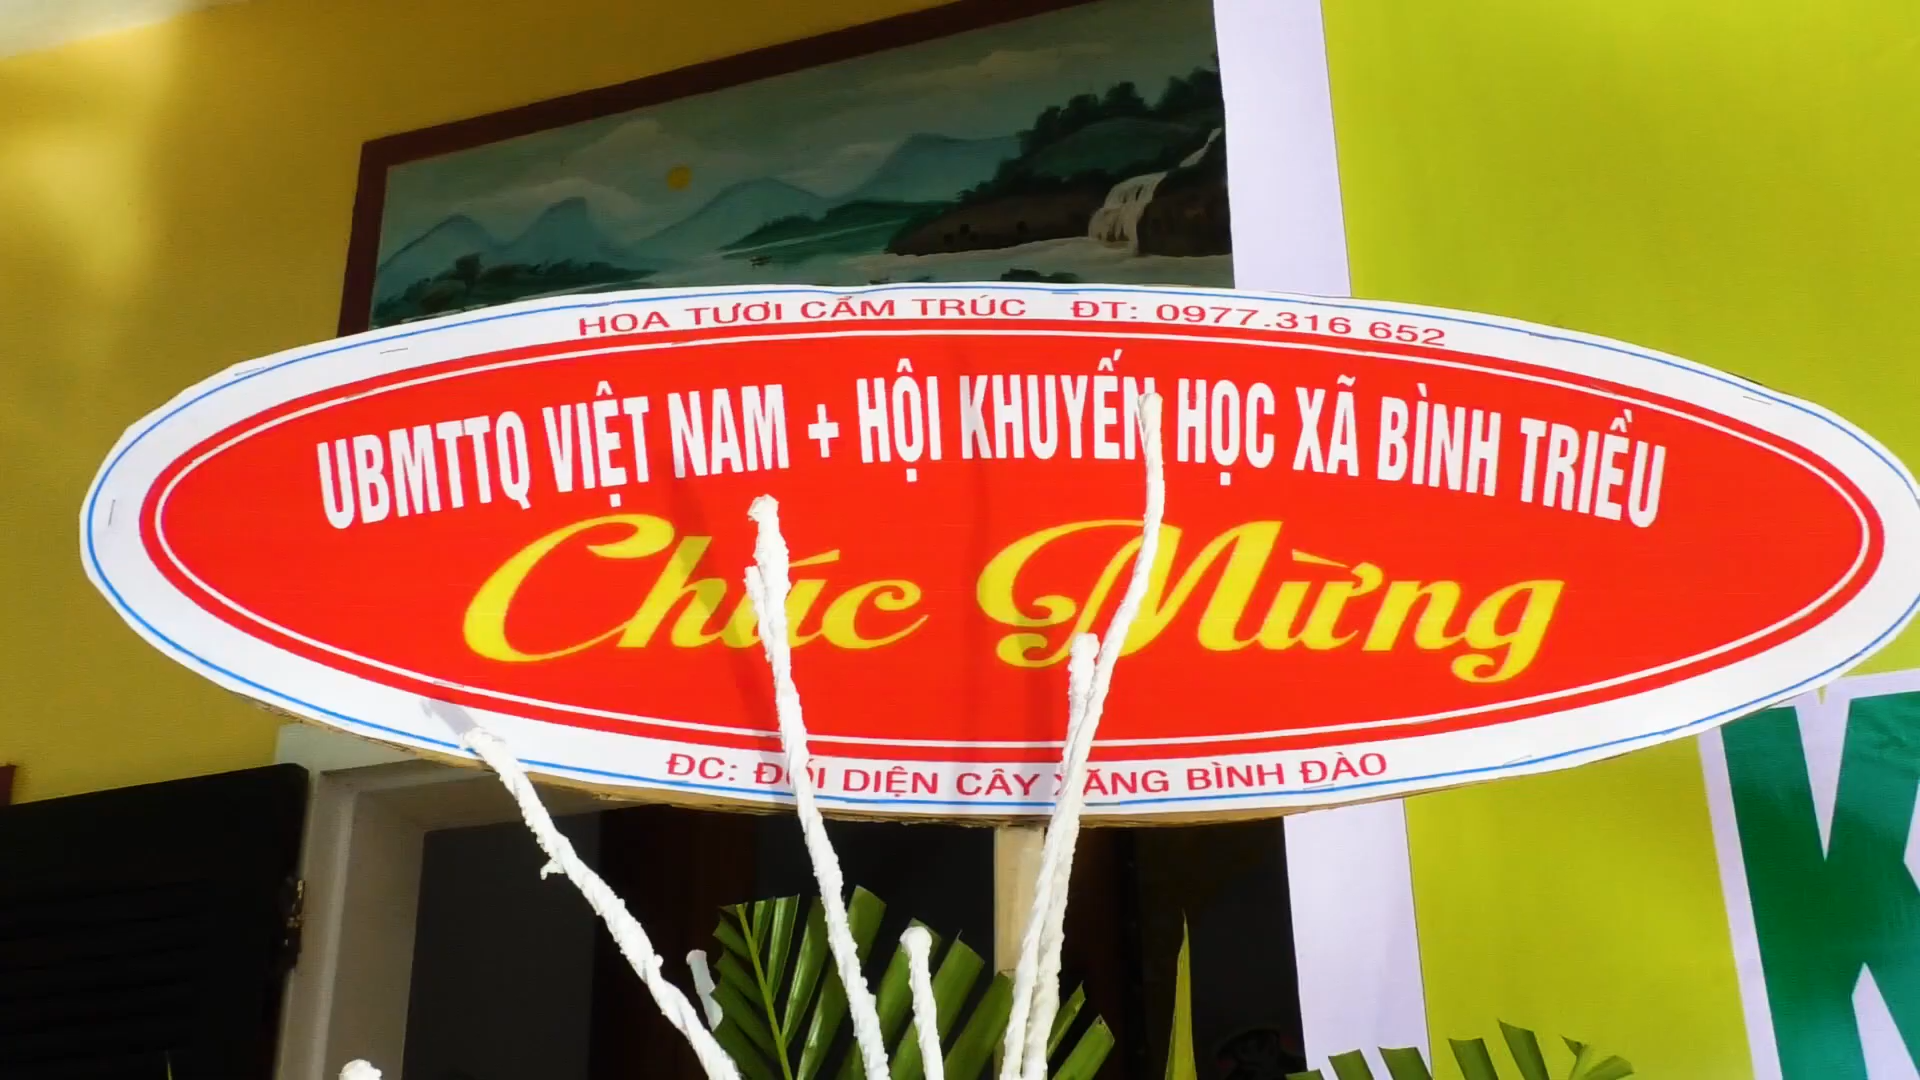 HOA TƯƠI CẨM TRÚC ĐT: 0977.316 652
UBMTTQ VIỆT NAM + HỘI KHUYẾN HỌC XÃ BÌNH TRIỀU
Chúc Mừng
ĐC: ĐỐI DIỆN CÂY XĂNG BÌNH ĐÀO
K